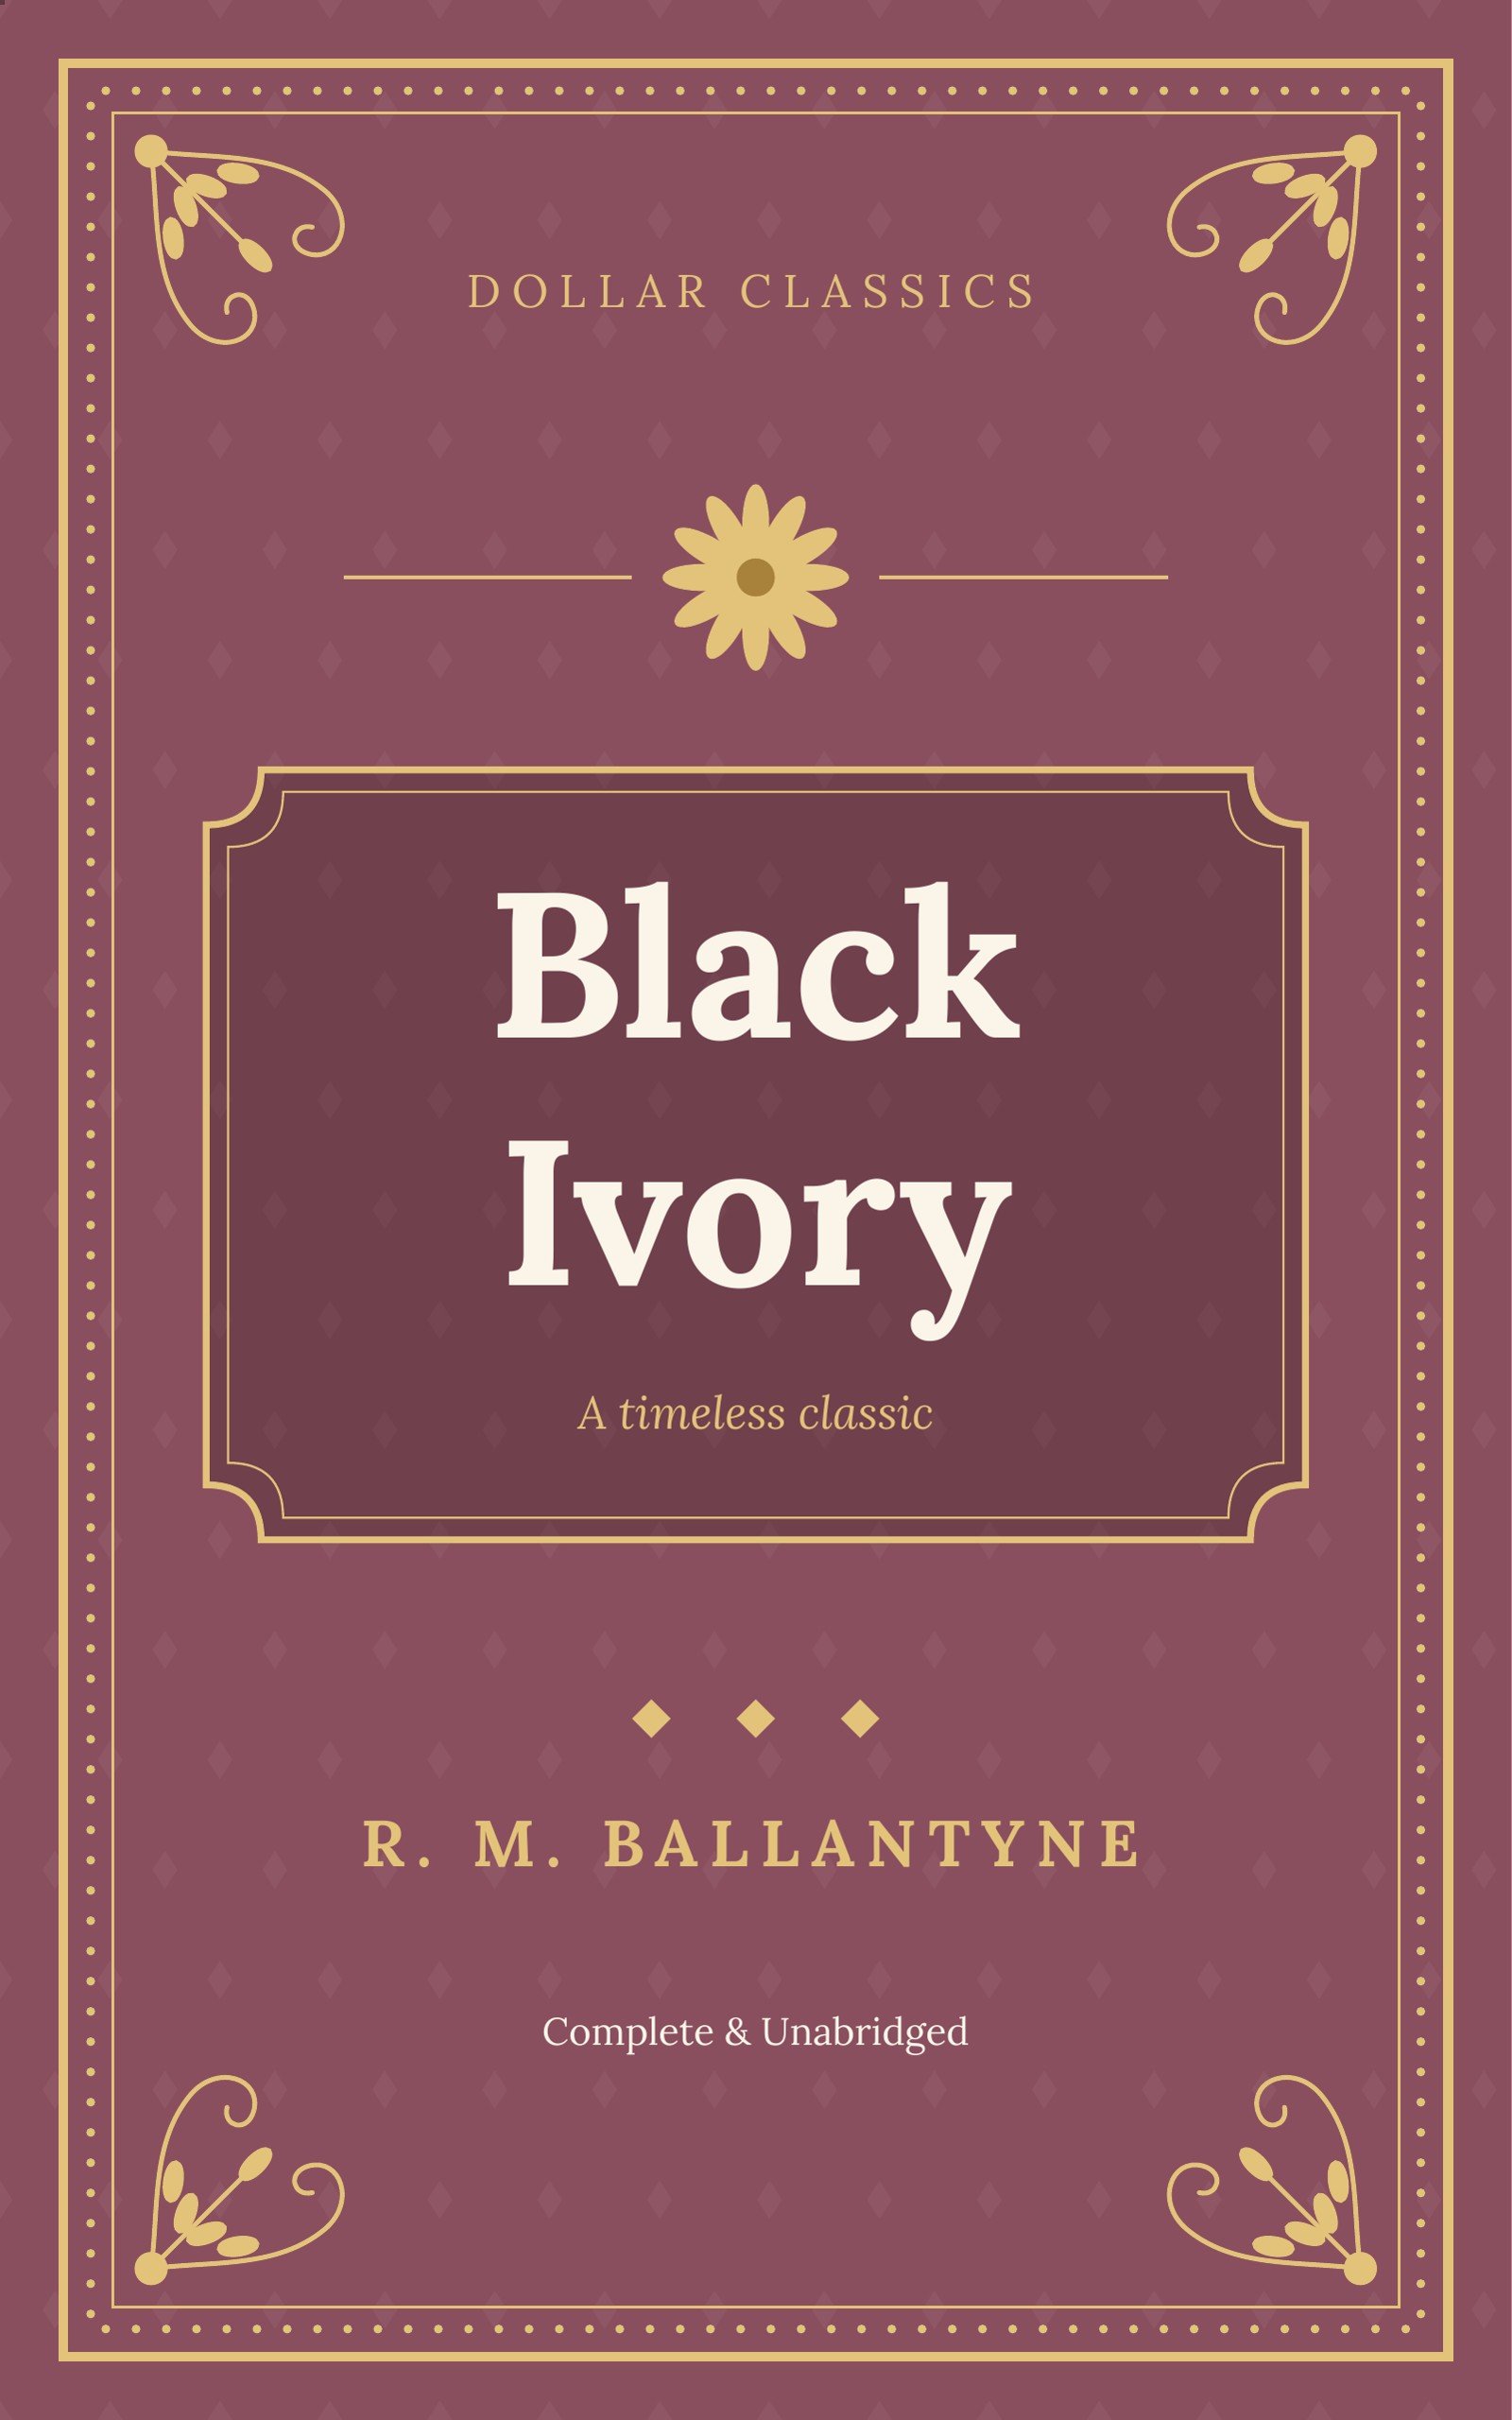 DOLLAR CLASSICS
Black
Ivory
A timeless classic
R. M. BALLANTYNE
Complete & Unabridged